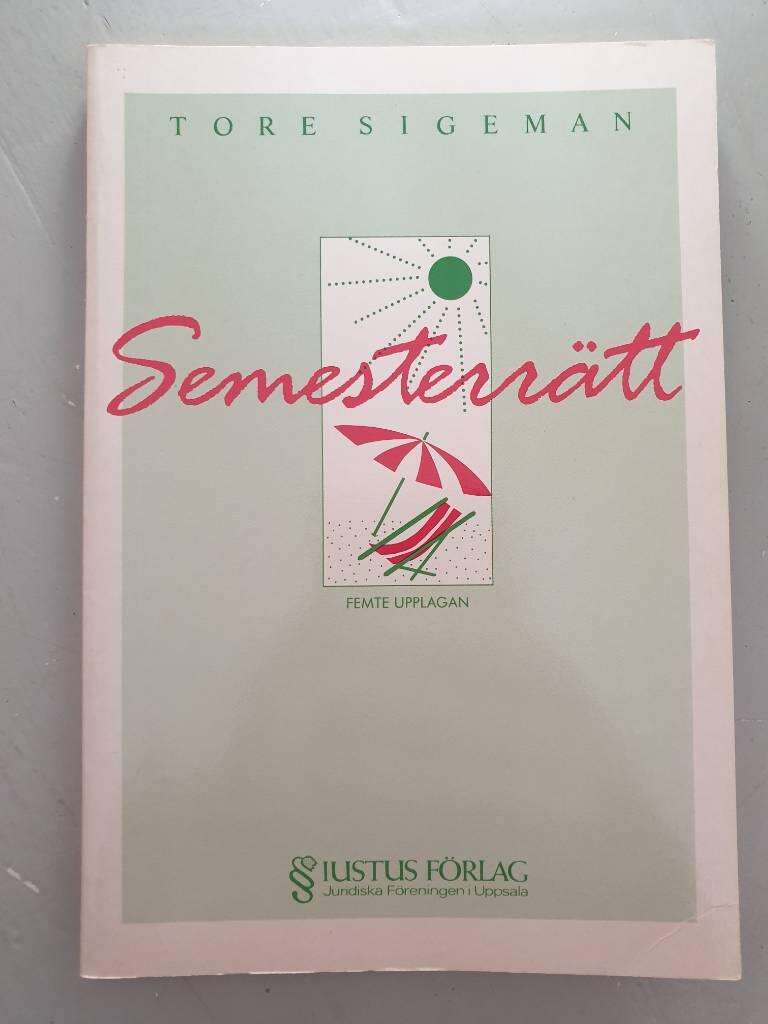 TORE SIGEMAN
Semesterrätt
FEMTE UPPLAGAN
IUSTUS FÖRLAG
Juridiska Föreningen i Uppsala